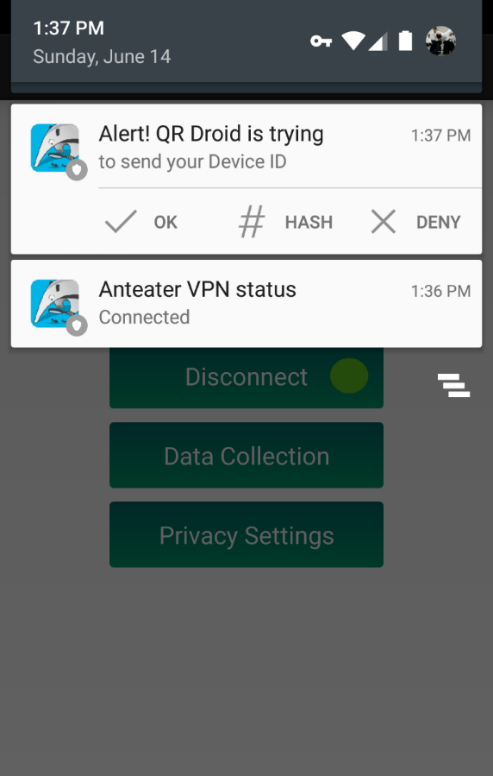 1:37 PM
Sunday, June 14
Alert! QR Droid is trying
1:37 PM
to send your Device ID
OK
HASH
DENY
Anteater VPN status
1:36 PM
Connected
Disconnect
Data Collection
Privacy Settings